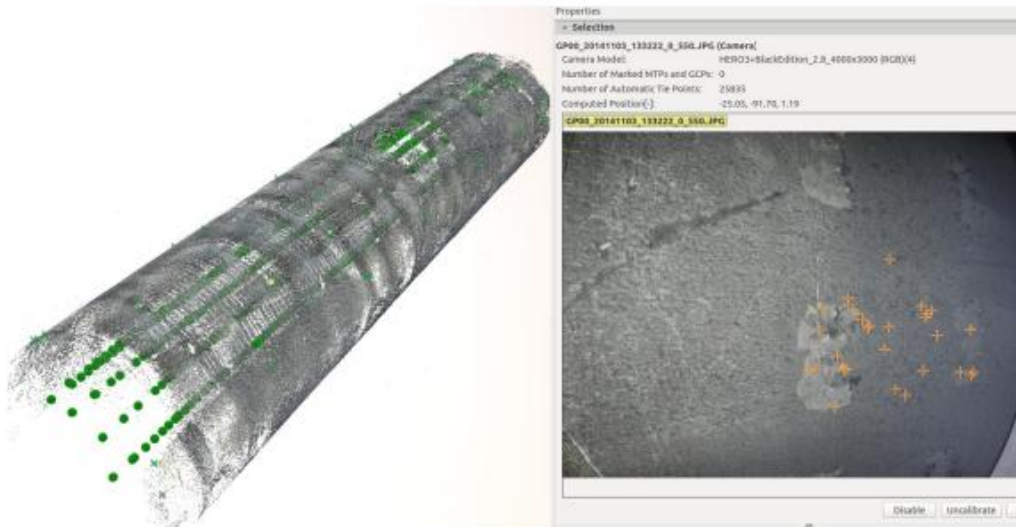 Properties
Selection
GP00_20141103_133222_0_550.JPG (Camera(
Camera Model: HERO3+BlackEdition_2.8_4000x3000 (RGB)(4)
Number of Marked MTPs and GCPs: 0
Number of Automatic Tie Points: 25835
Computed Position[-]: -25.05, -91.70, 1.19
GP00_20141103_133222_0_550.JPG
Disable Uncalibrate